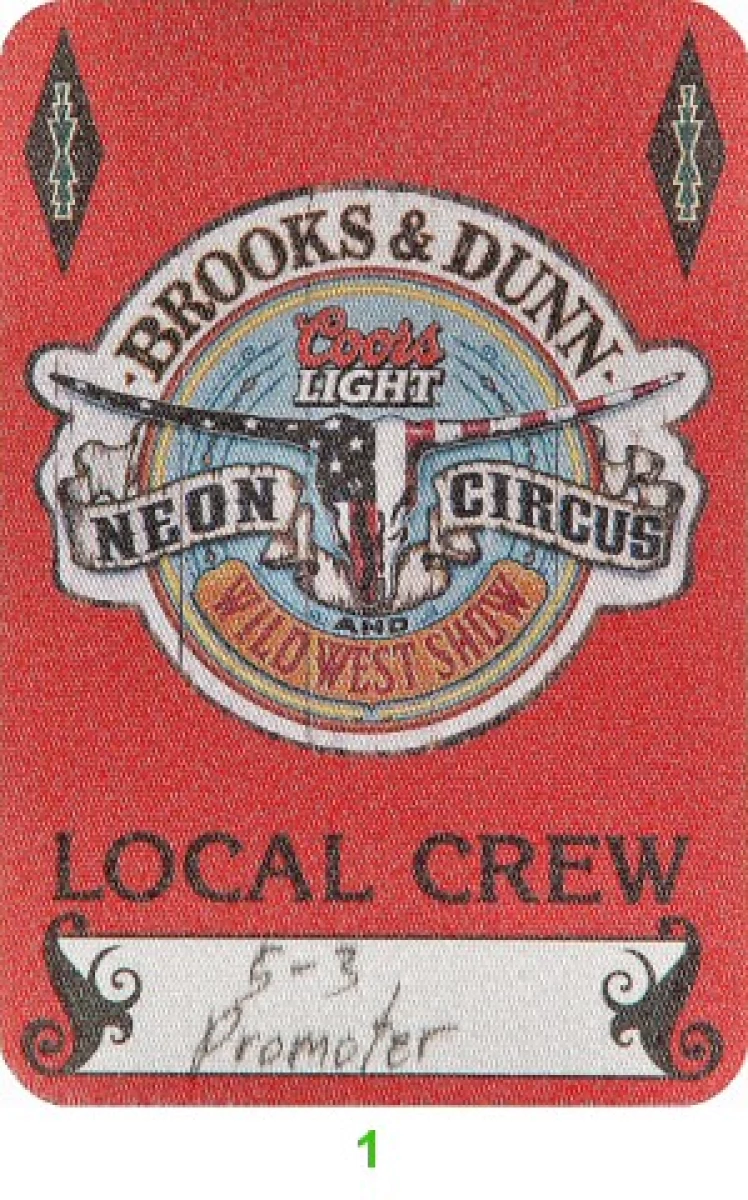 BROOKS & DUNN
Coors
LIGHT
NEON CIRCUS
AND
WILD WEST SHOW
LOCAL CREW
5-3
Promoter
1